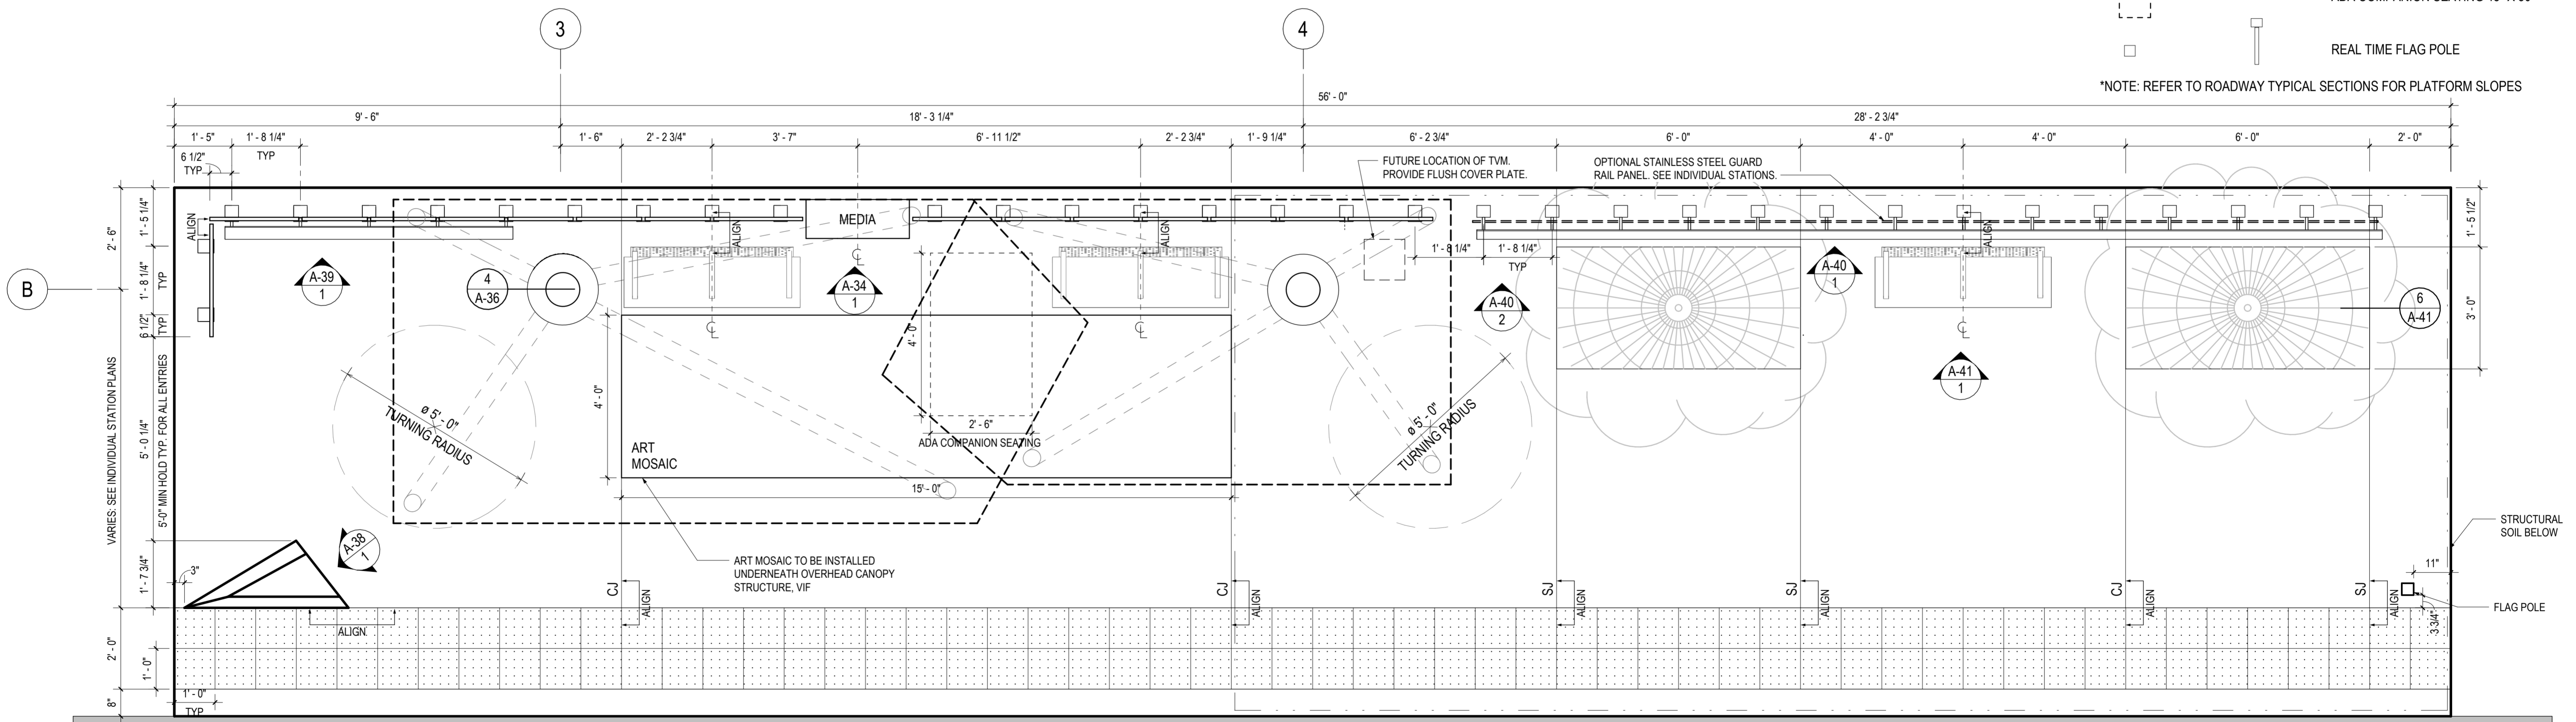 3
4
REAL TIME FLAG POLE
*NOTE: REFER TO ROADWAY TYPICAL SECTIONS FOR PLATFORM SLOPES
56' - 0"
9' - 6"
18' - 3 1/4"
28' - 2 3/4"
1' - 5"
1' - 8 1/4"
TYP
1' - 6"
2' - 2 3/4"
3' - 7"
6' - 11 1/2"
2' - 2 3/4"
1' - 9 1/4"
6' - 2 3/4"
6' - 0"
4' - 0"
4' - 0"
6' - 0"
2' - 0"
6 1/2"
TYP
FUTURE LOCATION OF TVM.
PROVIDE FLUSH COVER PLATE.
OPTIONAL STAINLESS STEEL GUARD
RAIL PANEL. SEE INDIVIDUAL STATIONS.
B
2' - 6"
1' - 5 1/4"
1' - 8 1/4"
TYP
6 1/2"
TYP
ALIGN
ALIGN
MEDIA
ALIGN
ALIGN
1' - 5 1/2"
3' - 0"
A-39
1
4
A-36
A-34
1
1' - 8 1/4"
1' - 8 1/4"
TYP
A-40
2
A-40
1
6
A-41
A-41
1
VARIES: SEE INDIVIDUAL STATION PLANS
5'-0" MIN HOLD TYP. FOR ALL ENTRIES
5' - 0 1/4"
ø 5' - 0"
TURNING RADIUS
4' - 0"
4' - 0"
2' - 6"
ADA COMPANION SEATING
ART
MOSAIC
15' - 0"
ø 5' - 0"
TURNING RADIUS
A-38
1
1' - 7 3/4"
3"
ALIGN
ART MOSAIC TO BE INSTALLED
UNDERNEATH OVERHEAD CANOPY
STRUCTURE, VIF
CJ
ALIGN
CJ
ALIGN
SJ
ALIGN
SJ
ALIGN
CJ
ALIGN
SJ
ALIGN
STRUCTURAL
SOIL BELOW
11"
FLAG POLE
3 3/4"
2' - 0"
1' - 0"
8"
1' - 0"
TYP